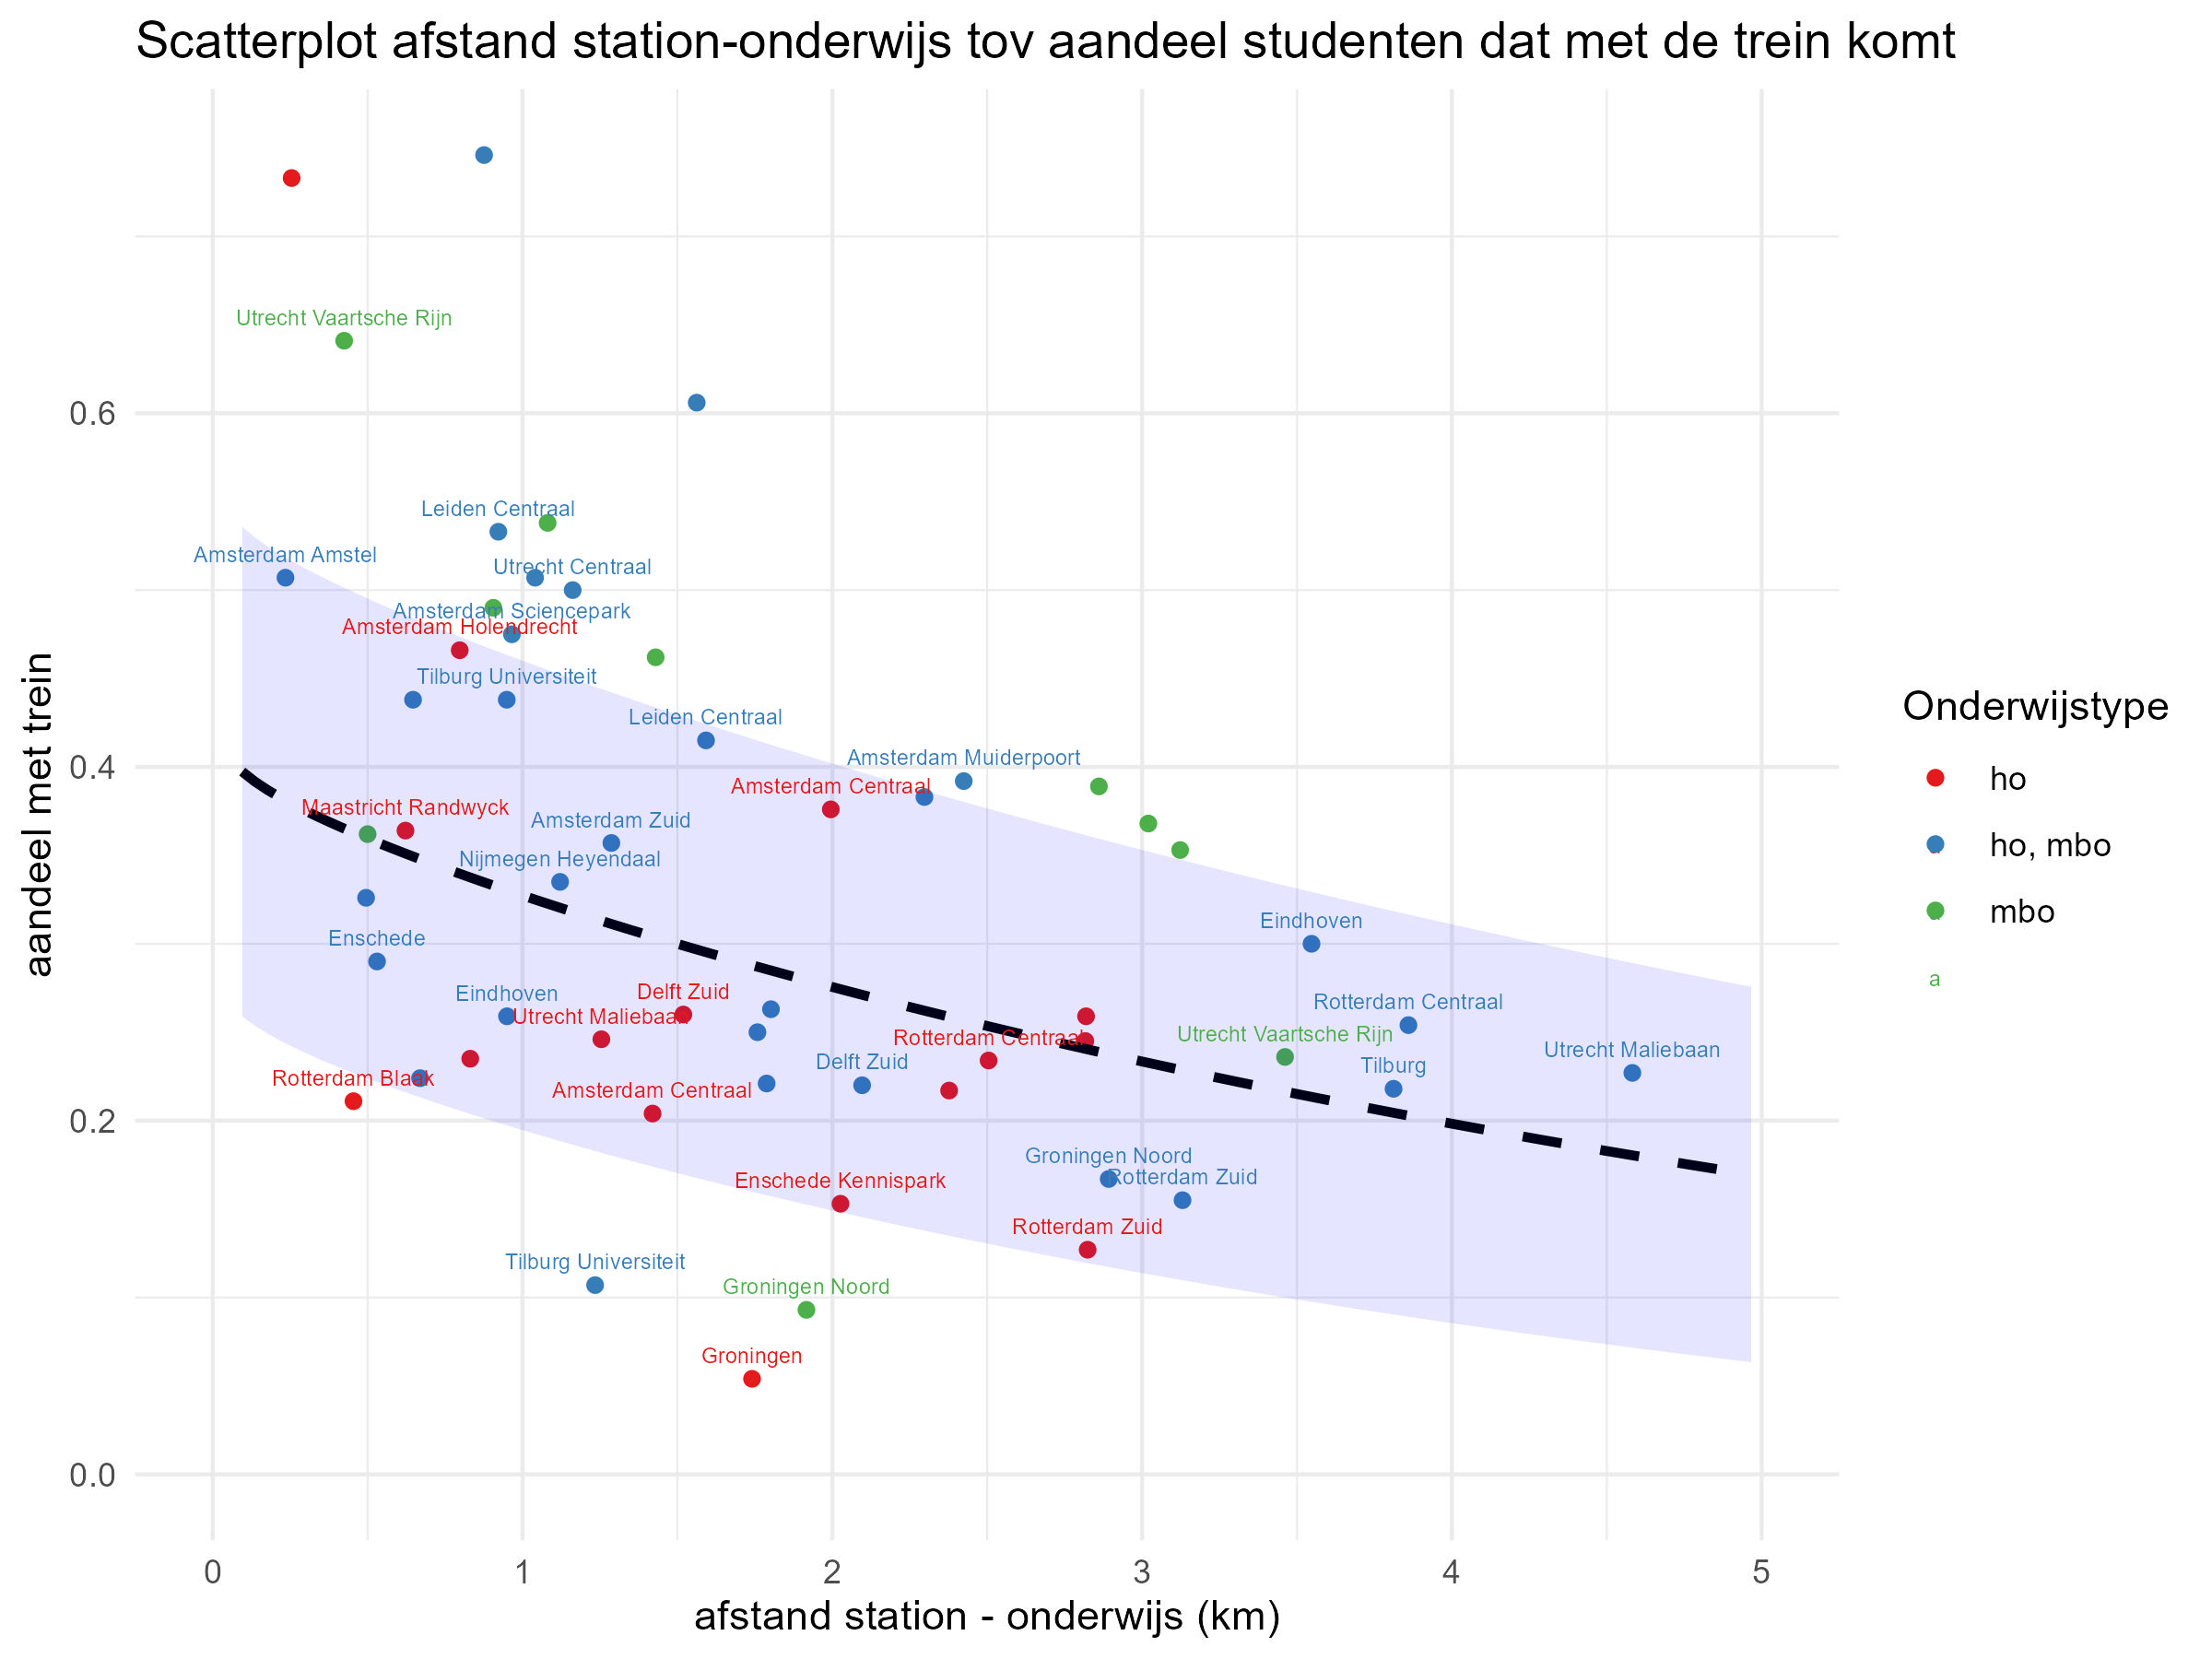 Scatterplot afstand station-onderwijs tov aandeel studenten dat met de trein komt
Utrecht Vaartsche Rijn
0.6
Leiden Centraal
Amsterdam Amstel
Utrecht Centraal
Amsterdam Sciencepark
Amsterdam Holendrecht
Tilburg Universiteit
Leiden Centraal
Amsterdam Muiderpoort
0.4
Amsterdam Centraal
Maastricht Randwyck
Amsterdam Zuid
Nijmegen Heyendaal
Eindhoven
Enschede
Eindhoven
Delft Zuid
Rotterdam Centraal
Utrecht Maliebaan
Rotterdam Centraal
Utrecht Vaartsche Rijn
Utrecht Maliebaan
Delft Zuid
Tilburg
Rotterdam Blaak
Amsterdam Centraal
0.2
Groningen Noord
Rotterdam Zuid
Enschede Kennispark
Rotterdam Zuid
Tilburg Universiteit
Groningen Noord
Groningen
0.0
0 1 2 3 4 5
afstand station - onderwijs (km)
aandeel met trein
Onderwijstype
ho
ho, mbo
mbo
a